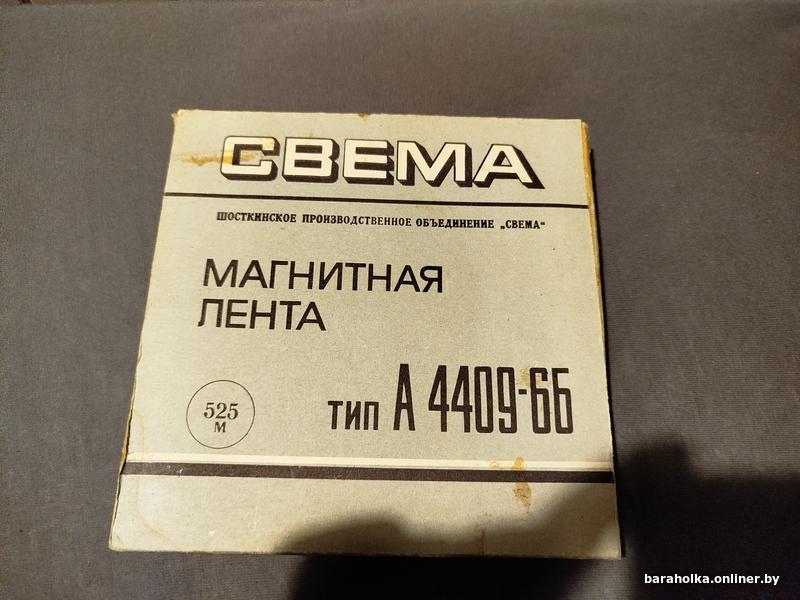 СВЕМА
ШОСТКИНСКОЕ ПРОИЗВОДСТВЕННОЕ ОБЪЕДИНЕНИЕ „СВЕМА“
МАГНИТНАЯ
ЛЕНТА
525
М
ТИП А 4409-6Б
baraholka.onliner.by